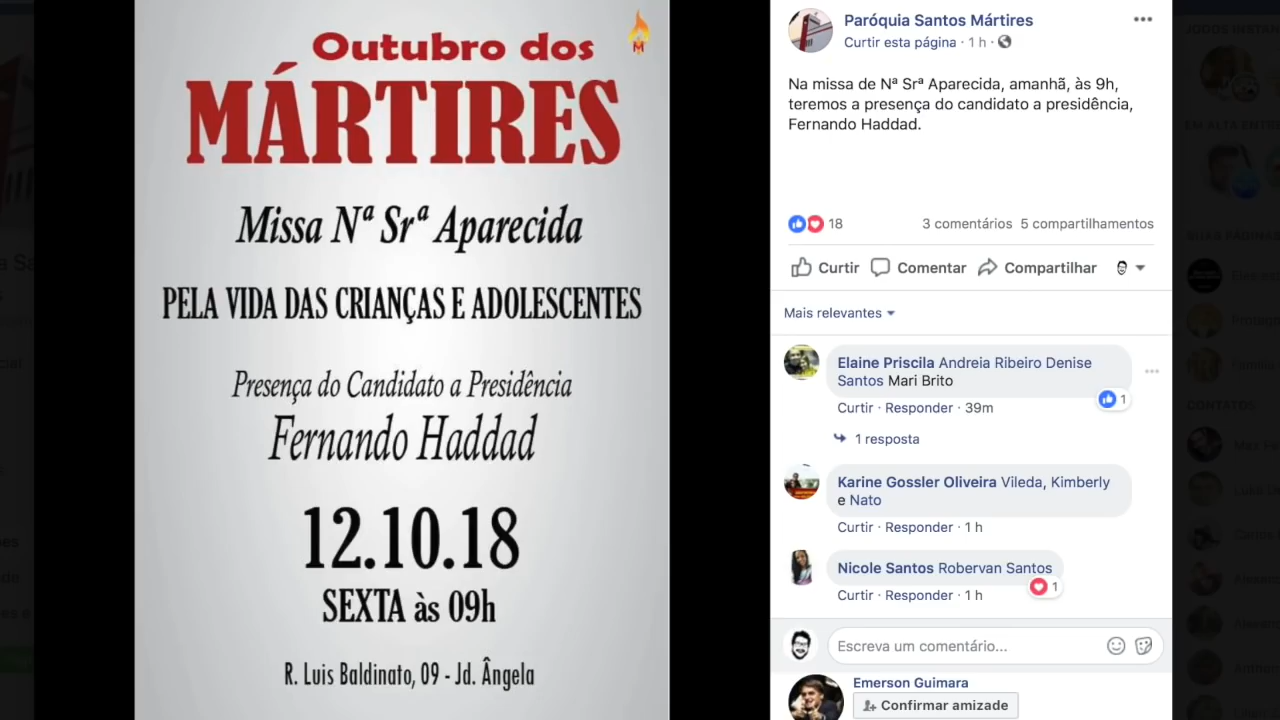 Outubro dos
MÁRTIRES
M
Missa Nª Srª Aparecida
PELA VIDA DAS CRIANÇAS E ADOLESCENTES
Presença do Candidato a Presidência
Fernando Haddad
12.10.18
SEXTA às 09h
R. Luis Baldinato, 09 - Jd. Ângela
Paróquia Santos Mártires
Curtir esta página · 1 h ·
Na missa de Nª Srª Aparecida, amanhã, às 9h,
teremos a presença do candidato a presidência,
Fernando Haddad.
18 3 comentários 5 compartilhamentos
Curtir Comentar Compartilhar
Mais relevantes
Elaine Priscila Andreia Ribeiro Denise
Santos Mari Brito
1
Curtir · Responder · 39m
1 resposta
Karine Gossler Oliveira Vileda, Kimberly
e Nato
Curtir · Responder · 1 h
Nicole Santos Robervan Santos
1
Curtir · Responder · 1 h
Escreva um comentário...
Emerson Guimara
Confirmar amizade
CONTATOS